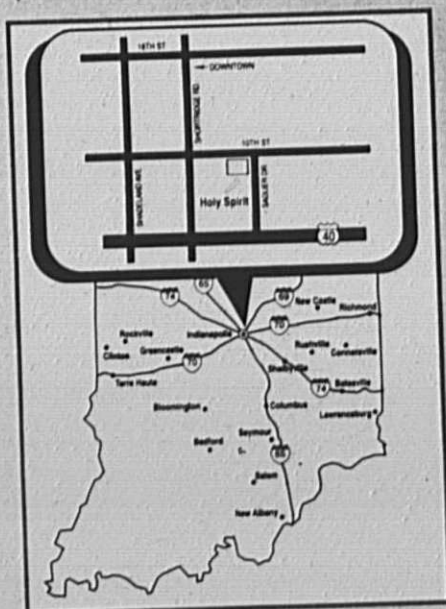 16TH ST
DOWNTOWN
SHORTRIDGE RD
SHADELAND AVE
10TH ST
SADLIER DR
Holy Spirit
40
74
65
69
New Castle
Richmond
Indianapolis
70
Rockville
Clinton
Greencastle
Rushville
Connersville
70
Shelbyville
Terre Haute
74
Batesville
Bloomington
Columbus
Lawrenceburg
Seymour
Bedford
65
Salem
New Albany